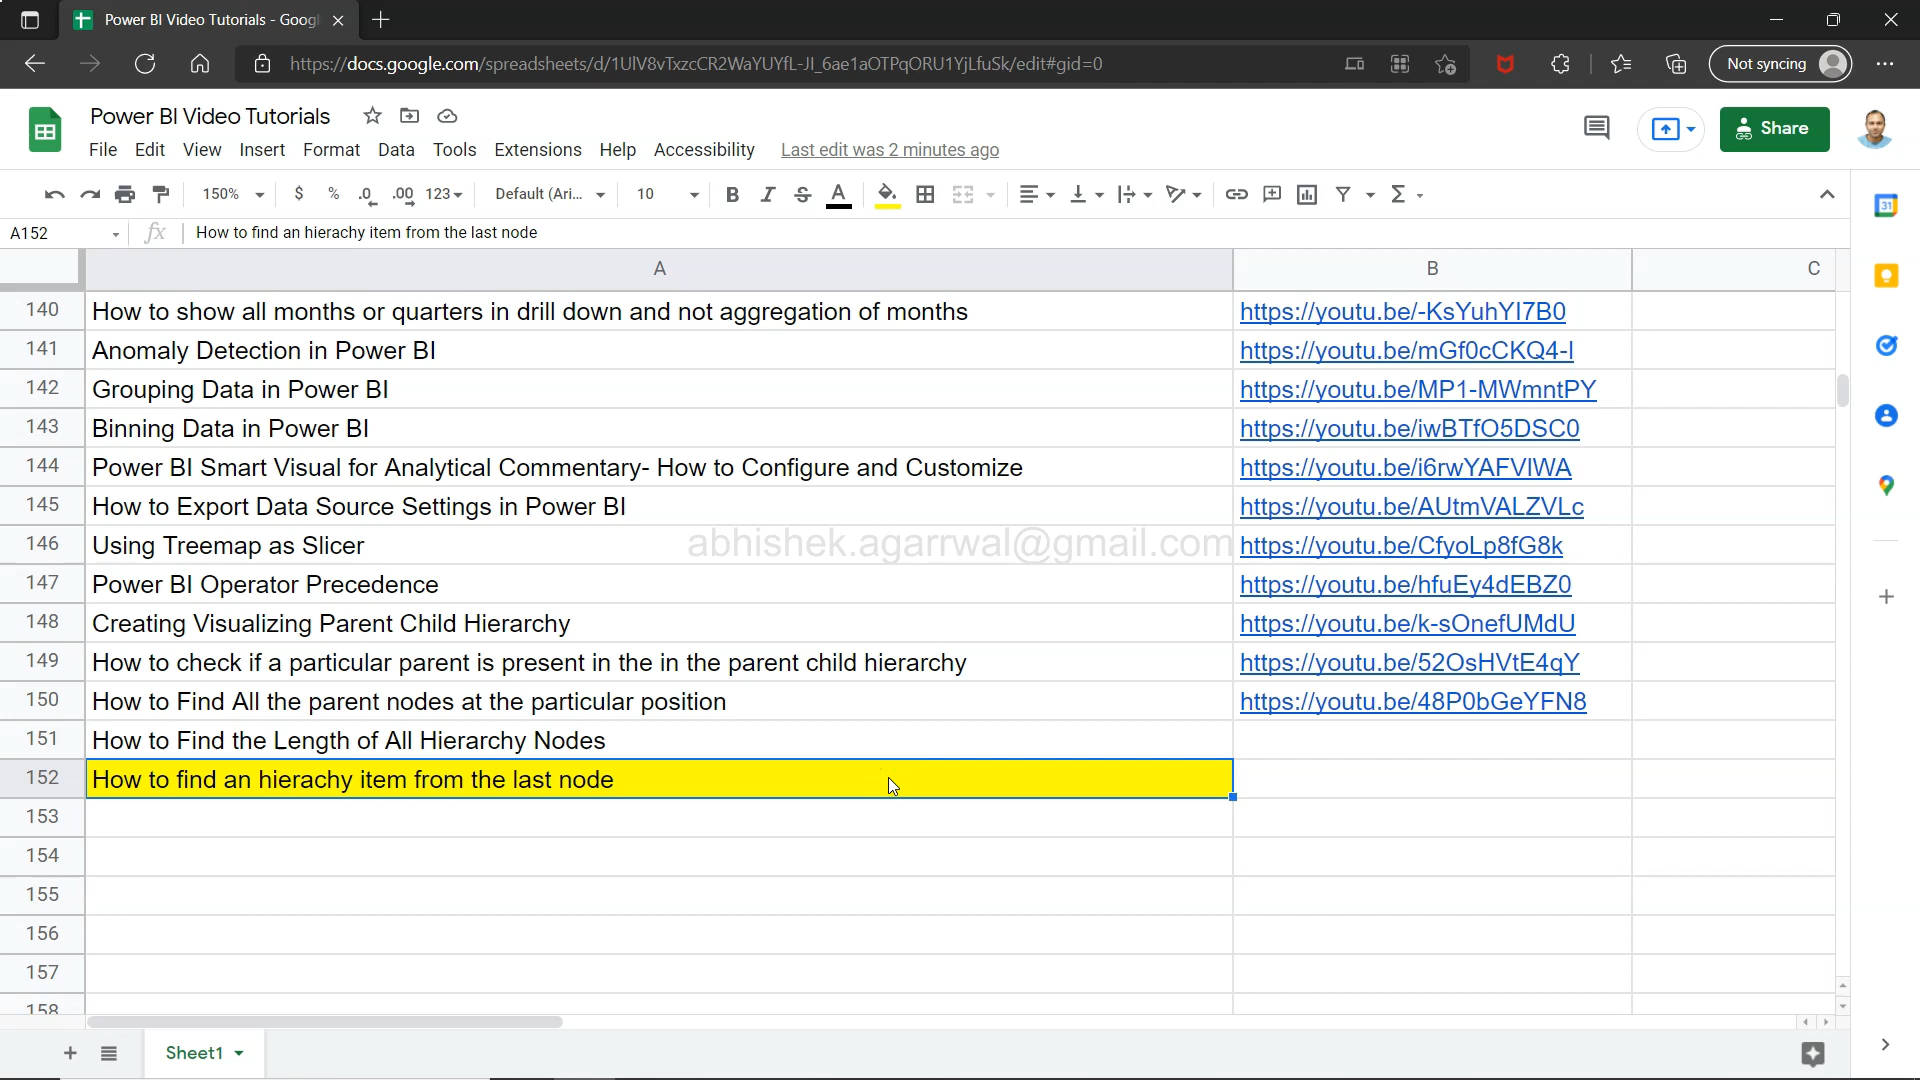 Power BI Video Tutorials - Googl
https://docs.google.com/spreadsheets/d/1UlV8vTxzcCR2WaYUYfL-JI_6ae1aOTPqORU1YjLfuSk/edit#gid=0
Not syncing
Power BI Video Tutorials
Share
File Edit View Insert Format Data Tools Extensions Help Accessibility Last edit was 2 minutes ago
150% $ % .0 .00 123 Default (Ari... 10 B I S A
A152 fx How to find an hierachy item from the last node
A B C
140 How to show all months or quarters in drill down and not aggregation of months https://youtu.be/-KsYuhYI7B0
141 Anomaly Detection in Power BI https://youtu.be/mGf0cCKQ4-I
142 Grouping Data in Power BI https://youtu.be/MP1-MWmntPY
143 Binning Data in Power BI https://youtu.be/iwBTfO5DSC0
144 Power BI Smart Visual for Analytical Commentary- How to Configure and Customize https://youtu.be/i6rwYAFVIWA
145 How to Export Data Source Settings in Power BI https://youtu.be/AUtmVALZVLc
146 Using Treemap as Slicer abhishek.agarrwal@gmail.com https://youtu.be/CfyoLp8fG8k
147 Power BI Operator Precedence https://youtu.be/hfuEy4dEBZ0
148 Creating Visualizing Parent Child Hierarchy https://youtu.be/k-sOnefUMdU
149 How to check if a particular parent is present in the in the parent child hierarchy https://youtu.be/52OsHVtE4qY
150 How to Find All the parent nodes at the particular position https://youtu.be/48P0bGeYFN8
151 How to Find the Length of All Hierarchy Nodes
152 How to find an hierachy item from the last node
153
154
155
156
157
158
Sheet1